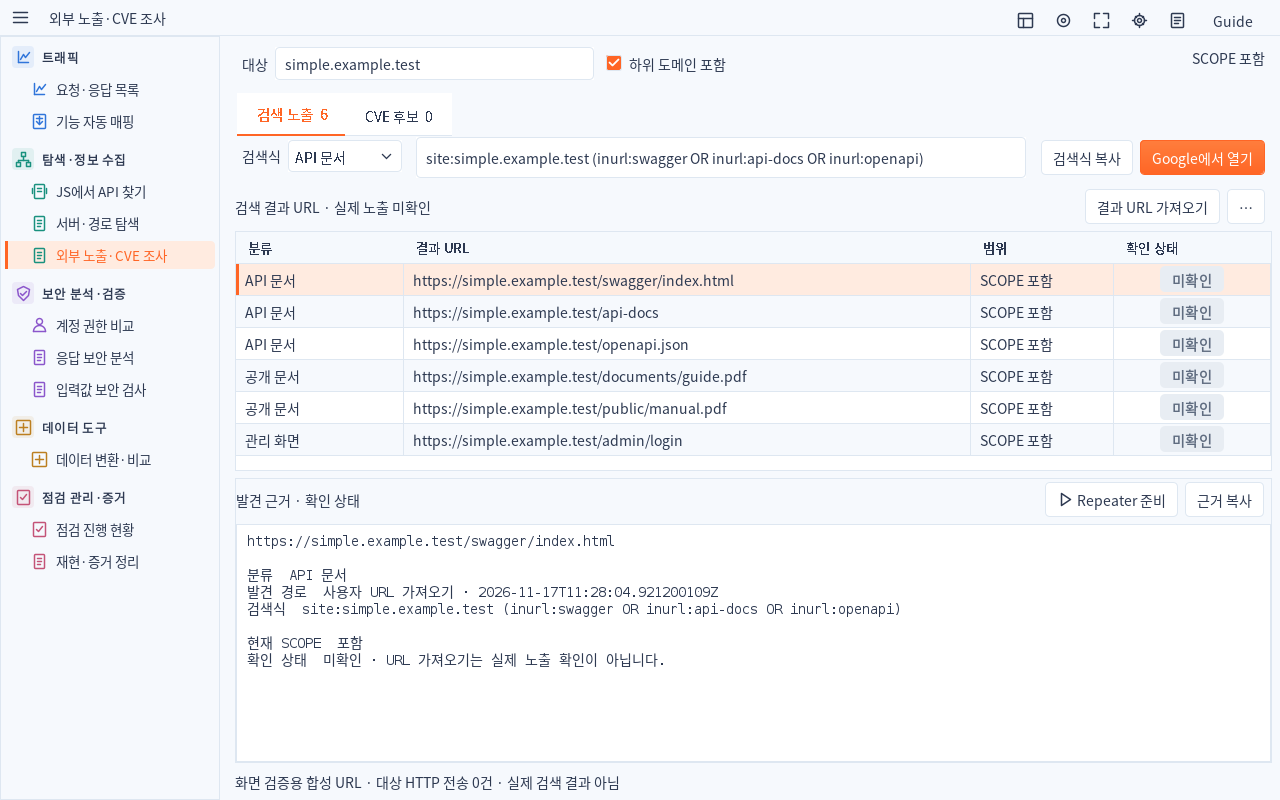 외부 노출·CVE 조사
Guide
트래픽
요청·응답 목록
기능 자동 매핑
탐색·정보 수집
JS에서 API 찾기
서버·경로 탐색
외부 노출·CVE 조사
보안 분석·검증
계정 권한 비교
응답 보안 분석
입력값 보안 검사
데이터 도구
데이터 변환·비교
점검 관리·증거
점검 진행 현황
재현·증거 정리
대상 simple.example.test 하위 도메인 포함 SCOPE 포함
검색 노출 6 CVE 후보 0
검색식 API 문서 site:simple.example.test (inurl:swagger OR inurl:api-docs OR inurl:openapi) 검색식 복사 Google에서 열기
검색 결과 URL · 실제 노출 미확인 결과 URL 가져오기 ...
분류 결과 URL 범위 확인 상태
API 문서 https://simple.example.test/swagger/index.html SCOPE 포함 미확인
API 문서 https://simple.example.test/api-docs SCOPE 포함 미확인
API 문서 https://simple.example.test/openapi.json SCOPE 포함 미확인
공개 문서 https://simple.example.test/documents/guide.pdf SCOPE 포함 미확인
공개 문서 https://simple.example.test/public/manual.pdf SCOPE 포함 미확인
관리 화면 https://simple.example.test/admin/login SCOPE 포함 미확인
발견 근거 · 확인 상태 Repeater 준비 근거 복사
https://simple.example.test/swagger/index.html
분류 API 문서
발견 경로 사용자 URL 가져오기 · 2026-11-17T11:28:04.921200109Z
검색식 site:simple.example.test (inurl:swagger OR inurl:api-docs OR inurl:openapi)
현재 SCOPE 포함
확인 상태 미확인 · URL 가져오기는 실제 노출 확인이 아닙니다.
화면 검증용 합성 URL · 대상 HTTP 전송 0건 · 실제 검색 결과 아님